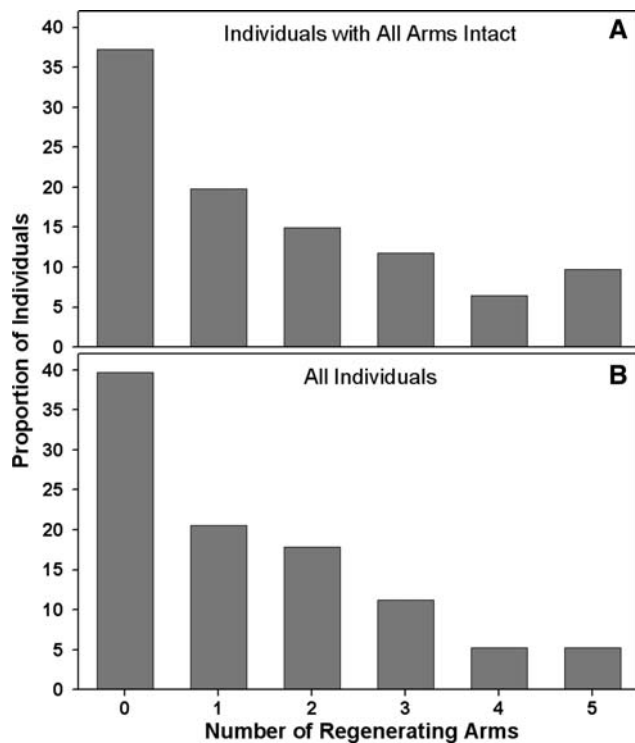 Proportion of Individuals
Individuals with All Arms Intact
A
40
35
30
25
20
15
10
5
0
All Individuals
B
40
35
30
25
20
15
10
5
0
0 1 2 3 4 5
Number of Regenerating Arms